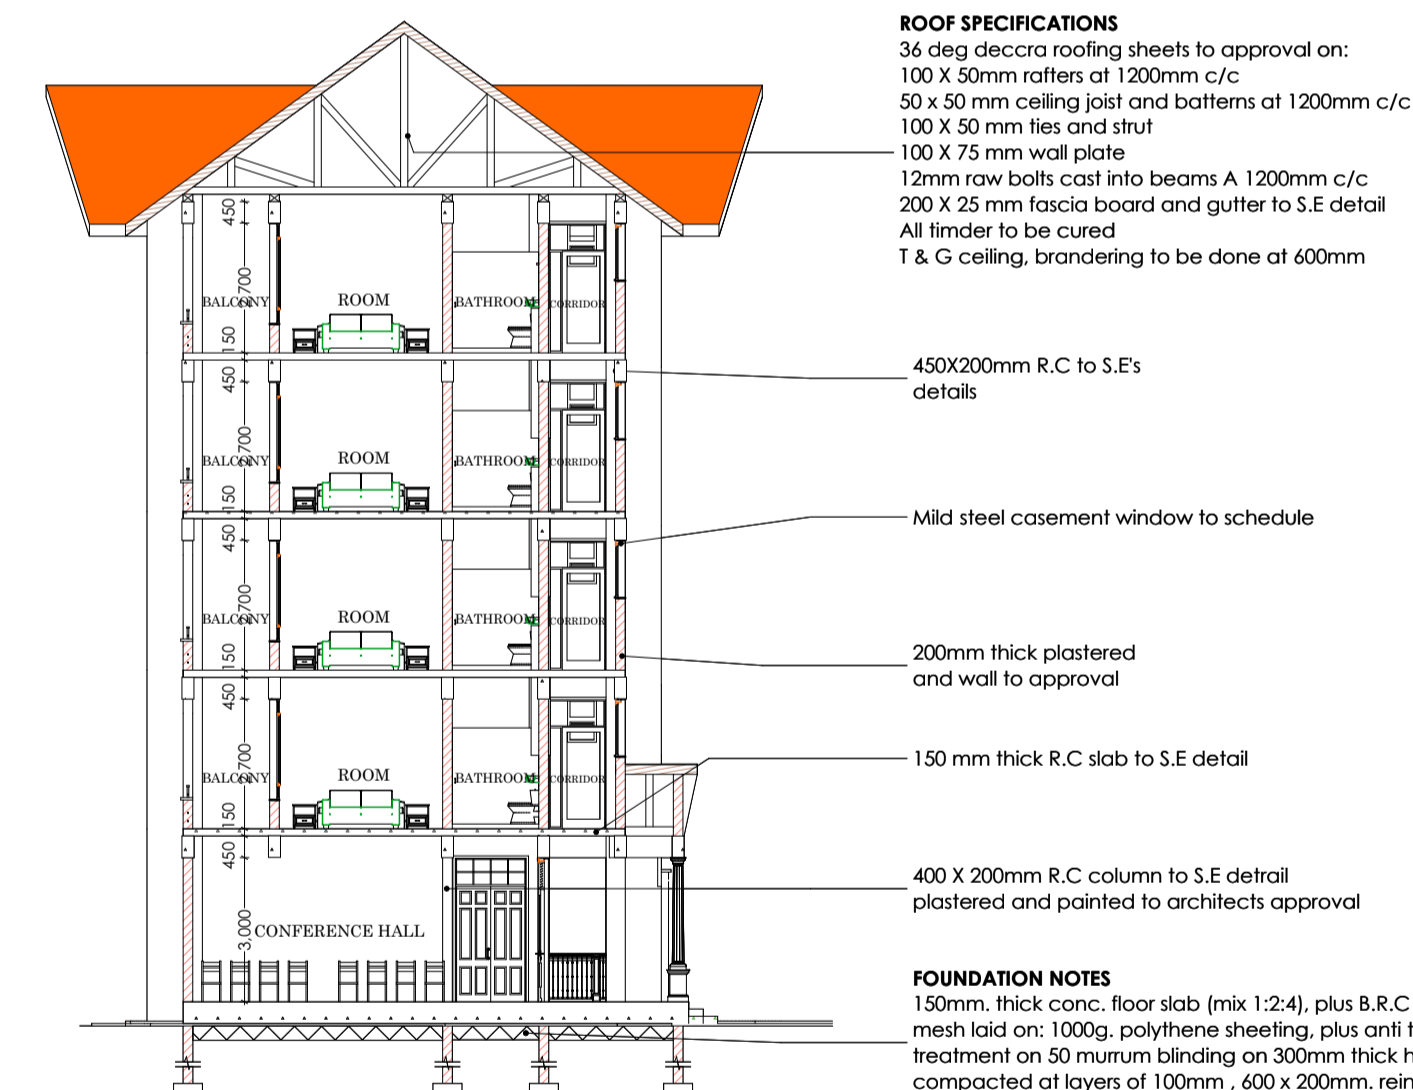 ROOF SPECIFICATIONS
36 deg deccra roofing sheets to approval on:
100 X 50mm rafters at 1200mm c/c
50 x 50 mm ceiling joist and batterns at 1200mm c/c
100 X 50 mm ties and strut
100 X 75 mm wall plate
12mm raw bolts cast into beams A 1200mm c/c
200 X 25 mm fascia board and gutter to S.E detail
All timder to be cured
T & G ceiling, brandering to be done at 600mm
450
2,700
BALCONY
ROOM
BATHROOM
CORRIDOR
150
450X200mm R.C to S.E's
details
450
2,700
BALCONY
ROOM
BATHROOM
CORRIDOR
150
Mild steel casement window to schedule
450
2,700
BALCONY
ROOM
BATHROOM
CORRIDOR
150
200mm thick plastered
and wall to approval
450
2,700
BALCONY
ROOM
BATHROOM
CORRIDOR
150
150 mm thick R.C slab to S.E detail
450
3,000
CONFERENCE HALL
400 X 200mm R.C column to S.E detrail
plastered and painted to architects approval
FOUNDATION NOTES
150mm. thick conc. floor slab (mix 1:2:4), plus B.R.C
mesh laid on: 1000g. polythene sheeting, plus anti
treatment on 50 murrum blinding on 300mm thick
compacted at layers of 100mm , 600 x 200mm.